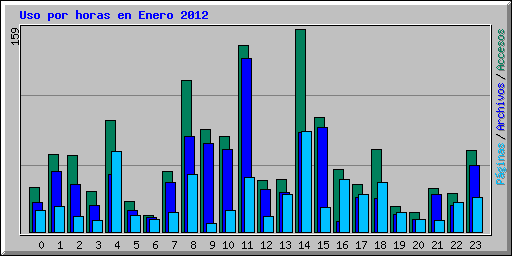 Uso por horas en Enero 2012
159
Páginas / Archivos / Accesos
0 1 2 3 4 5 6 7 8 9 10 11 12 13 14 15 16 17 18 19 20 21 22 23